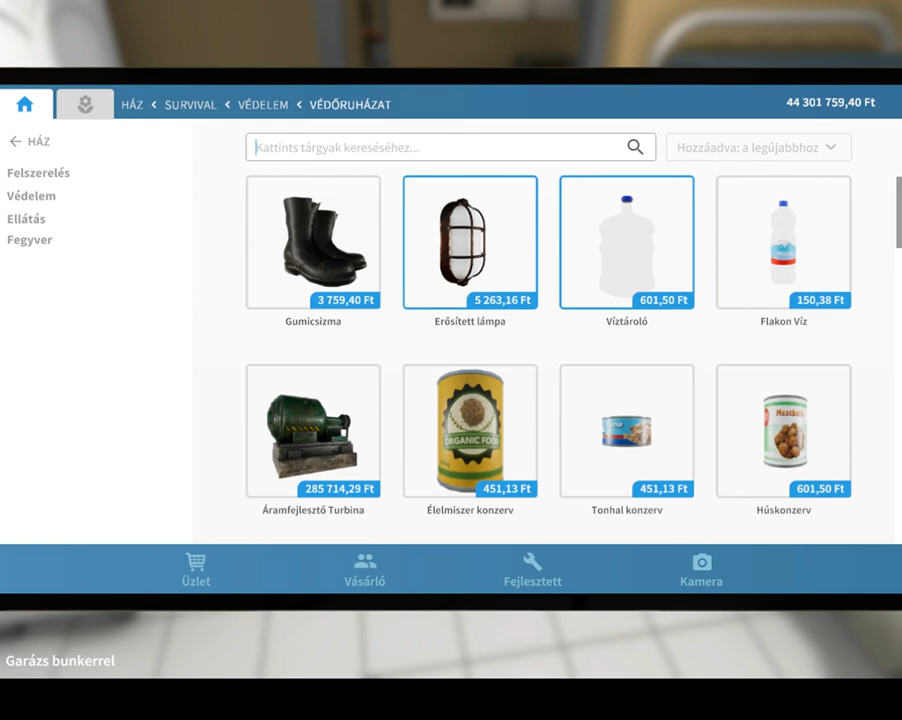 HÁZ < SURVIVAL < VÉDELEM < VÉDŐRUHÁZAT
44 301 759,40 Ft
← HÁZ
Kattints tárgyak kereséséhez...
Hozzáadva: a legújabbhoz
Felszerelés
Védelem
Ellátás
Fegyver
3 759,40 Ft
5 263,16 Ft
601,50 Ft
150,38 Ft
Gumicsizma
Erősített lámpa
Víztároló
Flakon Víz
ORGANIC FOOD
Meatballs
285 714,29 Ft
451,13 Ft
451,13 Ft
601,50 Ft
Áramfejlesztő Turbina
Élelmiszer konzerv
Tonhal konzerv
Húskonzerv
Üzlet
Vásárló
Fejlesztett
Kamera
Garázs bunkerrel